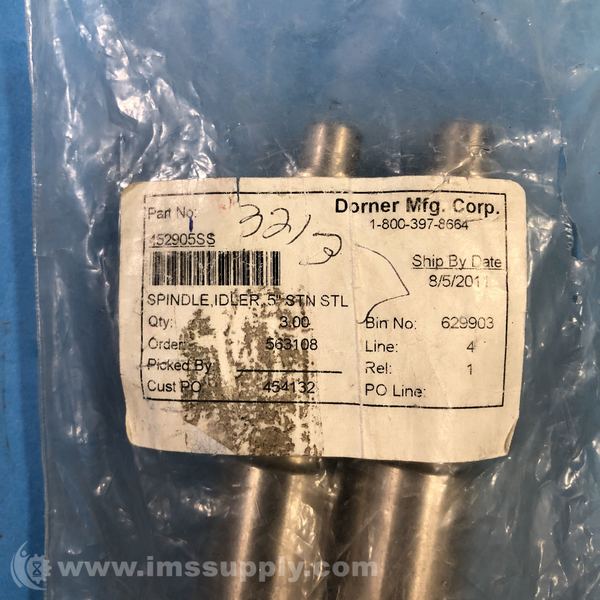 Dorner Mfg. Corp.
Part No: 3212 1-800-397-8664
452905SS Ship By Date
8/5/2011
SPINDLE,IDLER, 5" STN STL
Qty: 3.00 Bin No: 629903
Order: 563108 Line: 4
Picked By: Rel: 1
Cust PO 454132 PO Line:
www.imssupply.com